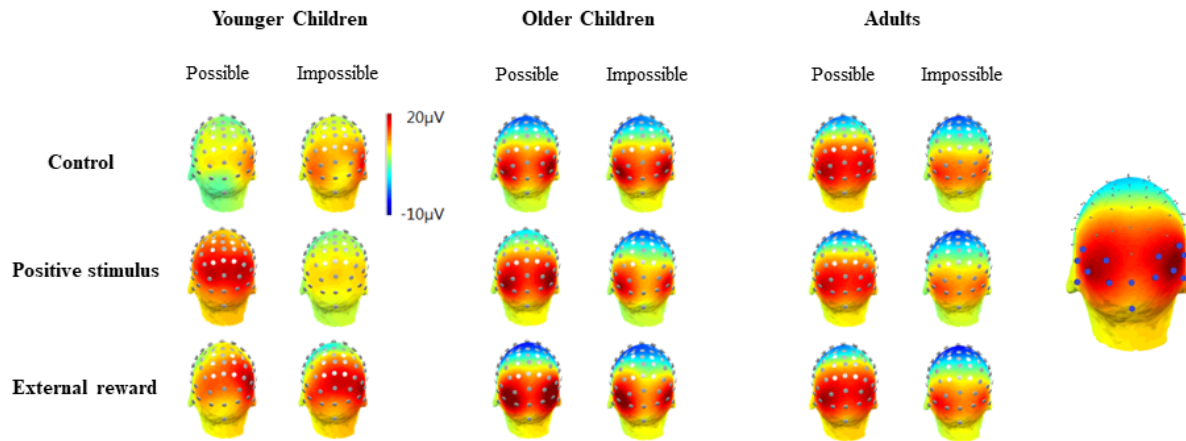 Younger Children Older Children Adults
Possible Impossible Possible Impossible Possible Impossible
Control
20µV
-10µV
Positive stimulus
External reward